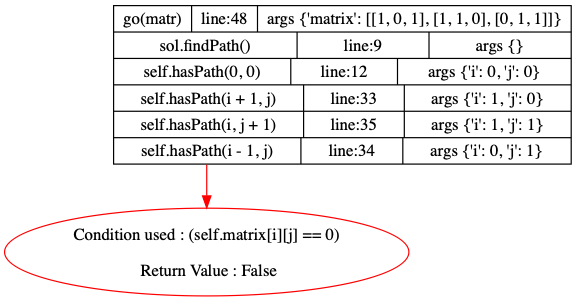 go(matr) line:48 args {'matrix': [[1, 0, 1], [1, 1, 0], [0, 1, 1]]}
sol.findPath() line:9 args {}
self.hasPath(0, 0) line:12 args {'i': 0, 'j': 0}
self.hasPath(i + 1, j) line:33 args {'i': 1, 'j': 0}
self.hasPath(i, j + 1) line:35 args {'i': 1, 'j': 1}
self.hasPath(i - 1, j) line:34 args {'i': 0, 'j': 1}
Condition used : (self.matrix[i][j] == 0)
Return Value : False